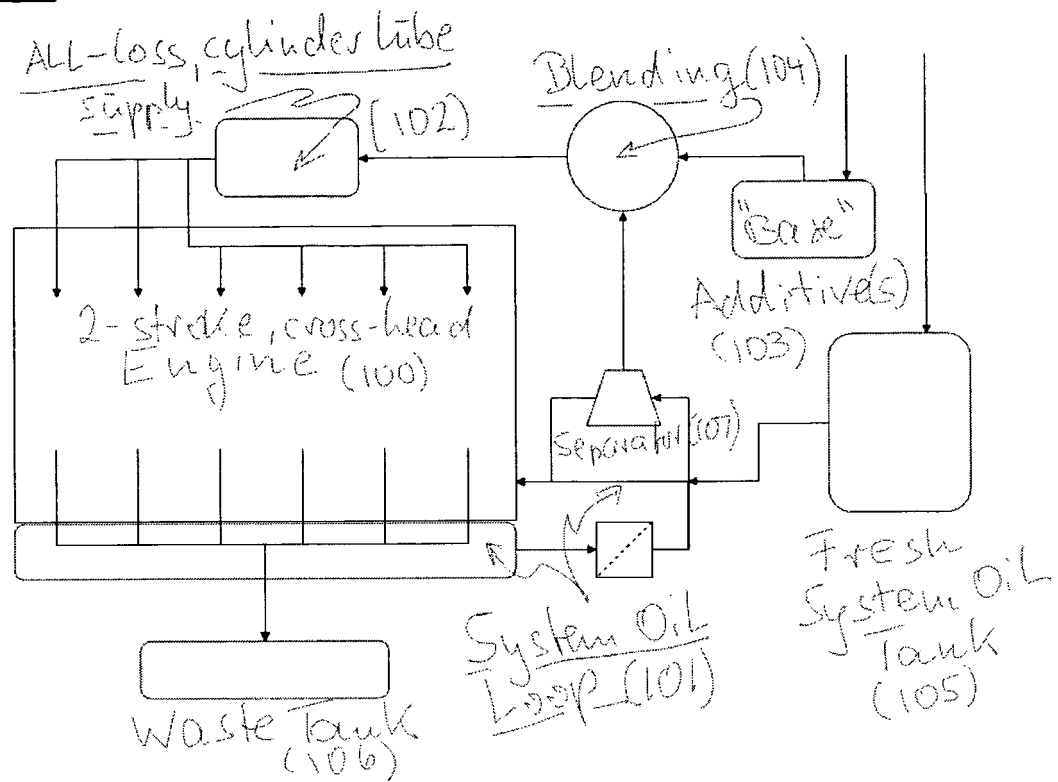 ALL-loss, cylinder lube
supply
(102)
Blending (104)
"Base"
Additive(s)
(103)
2-stroke, cross-head
Engine (100)
Separator (107)
Fresh
System Oil
Tank
(105)
System Oil
Loop (101)
Waste Tank
(106)